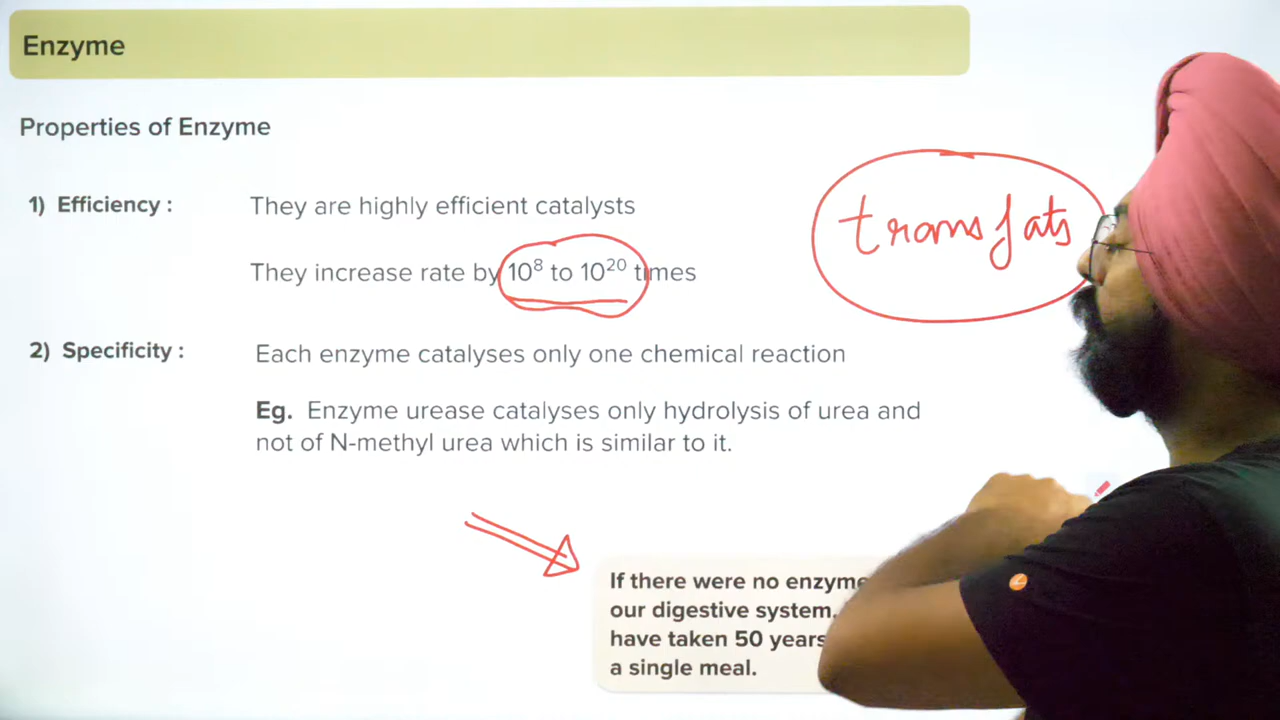 Enzyme
Properties of Enzyme
1) Efficiency : They are highly efficient catalysts
They increase rate by 10⁸ to 10²⁰ times
trans fats
2) Specificity : Each enzyme catalyses only one chemical reaction
Eg. Enzyme urease catalyses only hydrolysis of urea and
not of N-methyl urea which is similar to it.
If there were no enzyme
our digestive system.
have taken 50 years
a single meal.